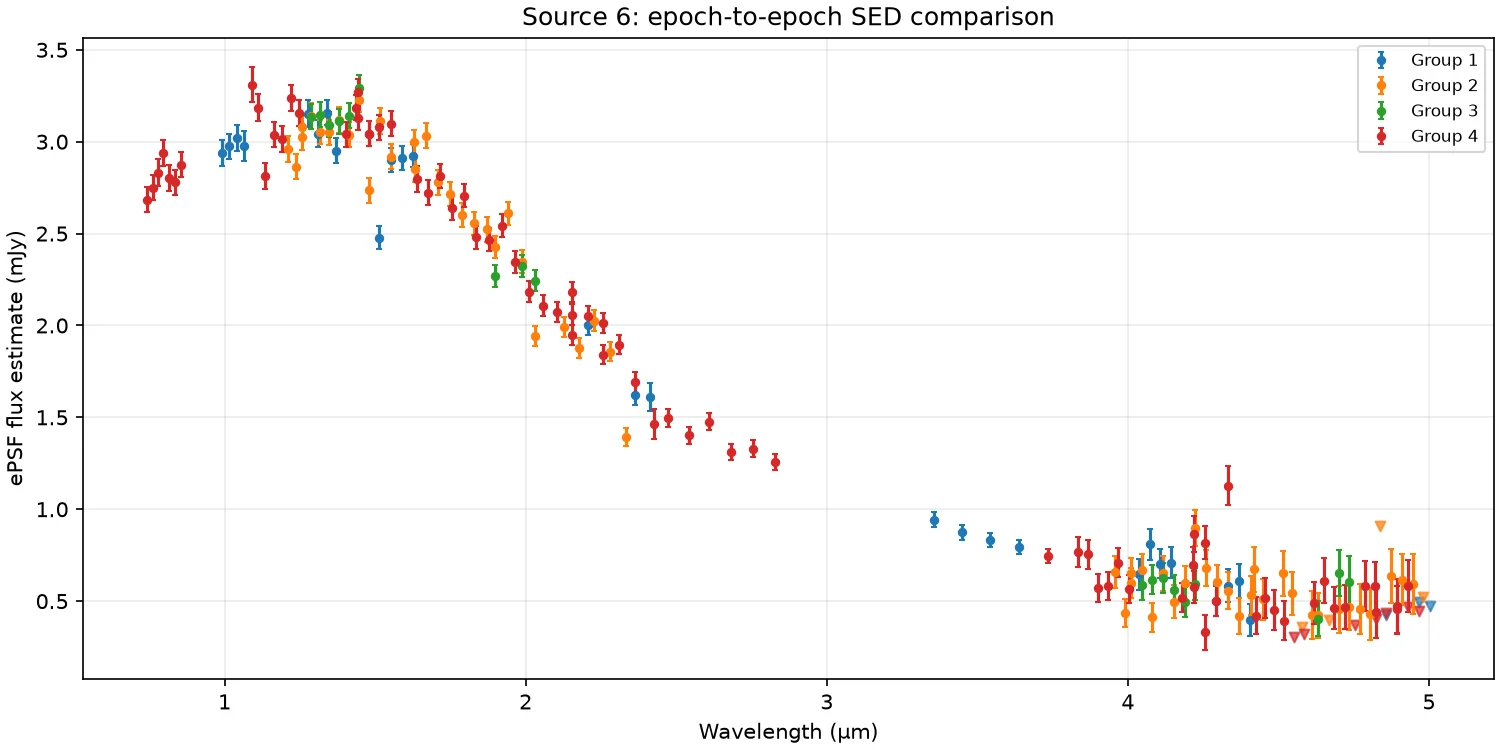 Source 6: epoch-to-epoch SED comparison
ePSF flux estimate (mJy)
3.5
3.0
2.5
2.0
1.5
1.0
0.5
Group 1
Group 2
Group 3
Group 4
1 2 3 4 5
Wavelength (μm)